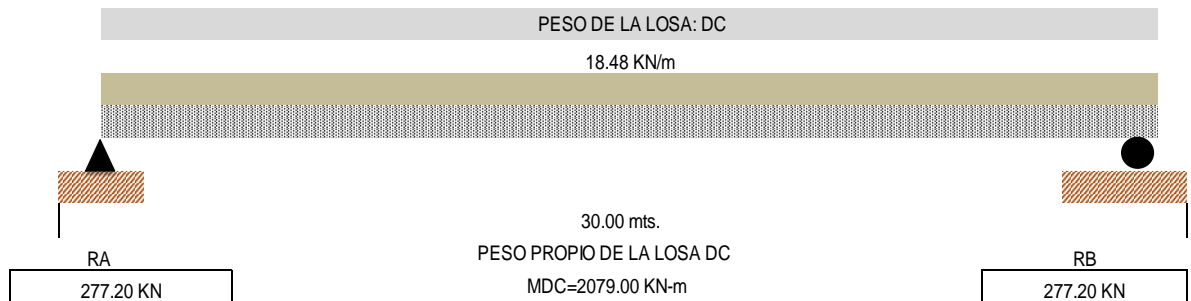 PESO DE LA LOSA: DC
18.48 KN/m
30.00 mts.
PESO PROPIO DE LA LOSA DC
RA
RB
277.20 KN
MDC=2079.00 KN-m
277.20 KN